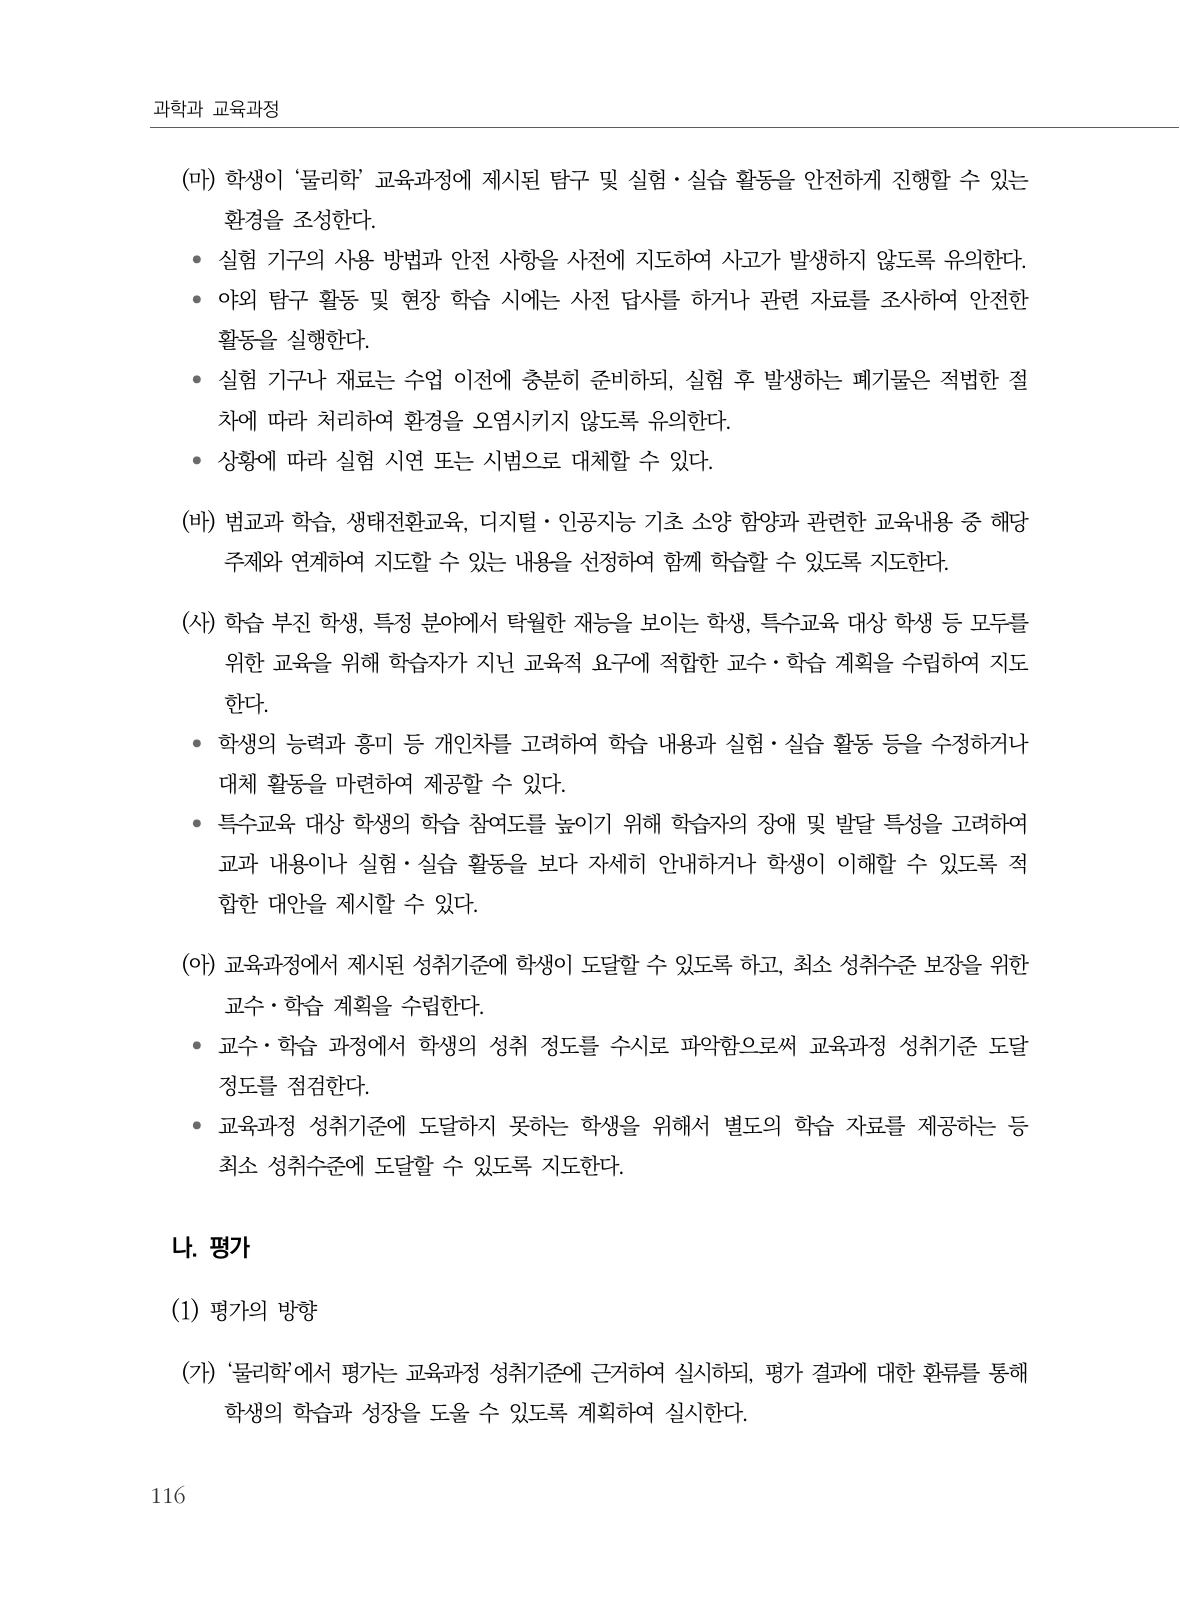 과학과 교육과정
(마) 학생이 ‘물리학’ 교육과정에 제시된 탐구 및 실험・실습 활동을 안전하게 진행할 수 있는
환경을 조성한다.
● 실험 기구의 사용 방법과 안전 사항을 사전에 지도하여 사고가 발생하지 않도록 유의한다.
● 야외 탐구 활동 및 현장 학습 시에는 사전 답사를 하거나 관련 자료를 조사하여 안전한
활동을 실행한다.
● 실험 기구나 재료는 수업 이전에 충분히 준비하되, 실험 후 발생하는 폐기물은 적법한 절
차에 따라 처리하여 환경을 오염시키지 않도록 유의한다.
● 상황에 따라 실험 시연 또는 시범으로 대체할 수 있다.
(바) 범교과 학습, 생태전환교육, 디지털・인공지능 기초 소양 함양과 관련한 교육내용 중 해당
주제와 연계하여 지도할 수 있는 내용을 선정하여 함께 학습할 수 있도록 지도한다.
(사) 학습 부진 학생, 특정 분야에서 탁월한 재능을 보이는 학생, 특수교육 대상 학생 등 모두를
위한 교육을 위해 학습자가 지닌 교육적 요구에 적합한 교수・학습 계획을 수립하여 지도
한다.
● 학생의 능력과 흥미 등 개인차를 고려하여 학습 내용과 실험・실습 활동 등을 수정하거나
대체 활동을 마련하여 제공할 수 있다.
● 특수교육 대상 학생의 학습 참여도를 높이기 위해 학습자의 장애 및 발달 특성을 고려하여
교과 내용이나 실험・실습 활동을 보다 자세히 안내하거나 학생이 이해할 수 있도록 적
합한 대안을 제시할 수 있다.
(아) 교육과정에서 제시된 성취기준에 학생이 도달할 수 있도록 하고, 최소 성취수준 보장을 위한
교수・학습 계획을 수립한다.
● 교수・학습 과정에서 학생의 성취 정도를 수시로 파악함으로써 교육과정 성취기준 도달
정도를 점검한다.
● 교육과정 성취기준에 도달하지 못하는 학생을 위해서 별도의 학습 자료를 제공하는 등
최소 성취수준에 도달할 수 있도록 지도한다.
나. 평가
(1) 평가의 방향
(가) ‘물리학’에서 평가는 교육과정 성취기준에 근거하여 실시하되, 평가 결과에 대한 환류를 통해
학생의 학습과 성장을 도울 수 있도록 계획하여 실시한다.
116